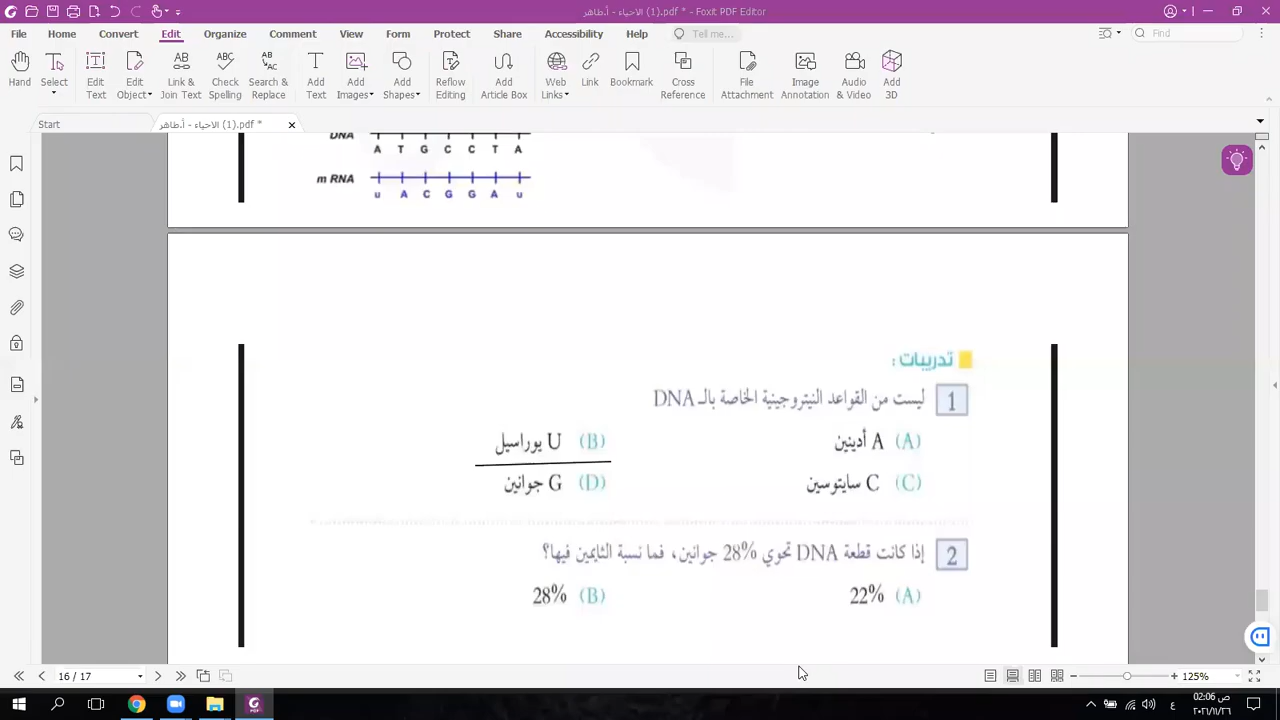 الاحياء - أ.طاهر (1).pdf * - Foxit PDF Editor
File Home Convert Edit Organize Comment View Form Protect Share Accessibility Help Tell me... Find
Hand
Select
Edit Text
Edit Object
Link & Join Text
Check Spelling
Search & Replace
Add Text
Add Images
Add Shapes
Reflow Editing
Add Article Box
Web Links
Link
Bookmark
Cross Reference
File Attachment
Image Annotation
Audio & Video
Add 3D
Start
الاحياء - أ.طاهر (1).pdf *
DNA
A T G C C T A
m RNA
u A C G G A u
تدريبات :
1 ليست من القواعد النيتروجينية الخاصة بالـ DNA
(A) A أدينين (B) U يوراسيل
(C) C سايتوسين (D) G جوانين
2 إذا كانت قطعة DNA تحوي 28% جوانين، فما نسبة الثايمين فيها؟
(A) 22% (B) 28%
16 / 17
125%
02:06 ص
٢٠٢١/١١/٢٦
ع